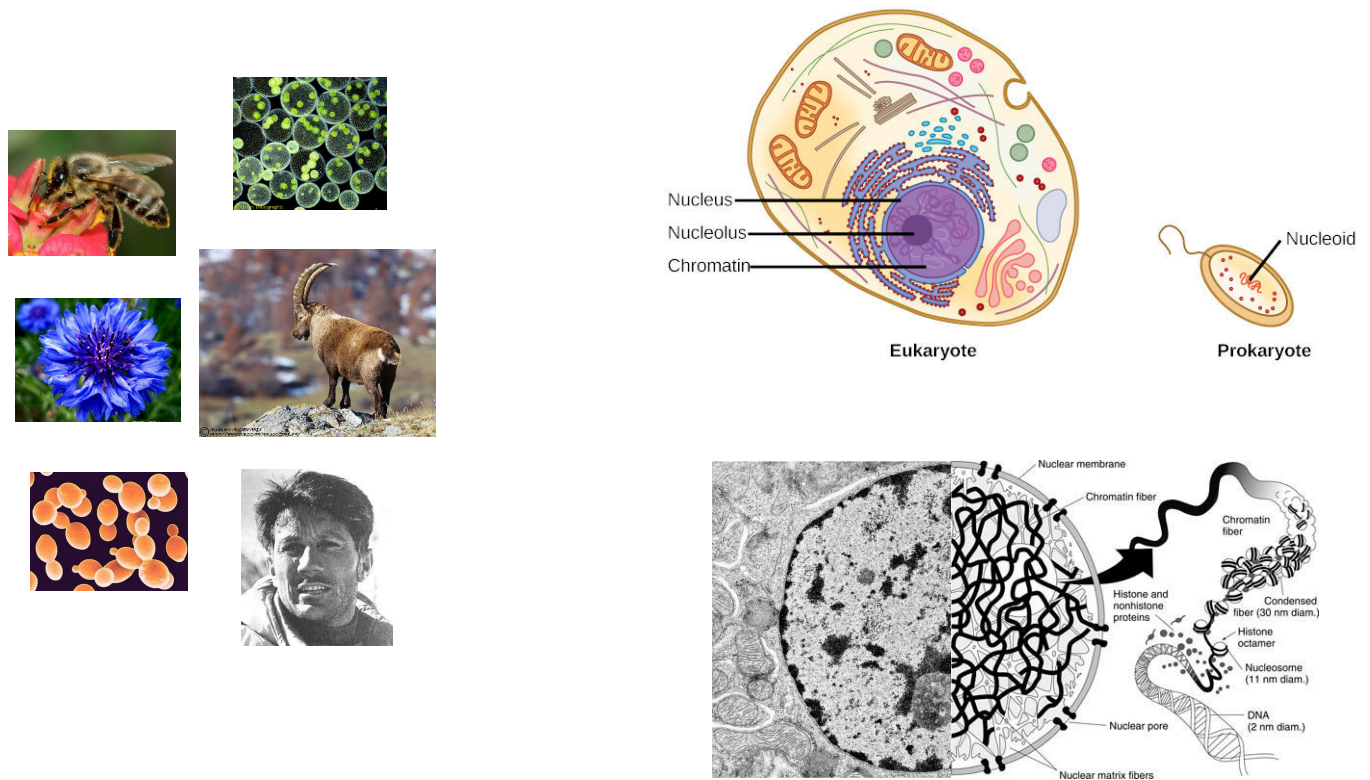 Nucleus
Nucleolus
Chromatin
Nucleoid
Eukaryote
Prokaryote
Nuclear membrane
Chromatin fiber
Chromatin
fiber
Histone and
nonhistone
proteins
Condensed
fiber (30 nm diam.)
Histone
octamer
Nucleosome
(11 nm diam.)
DNA
(2 nm diam.)
Nuclear pore
Nuclear matrix fibers